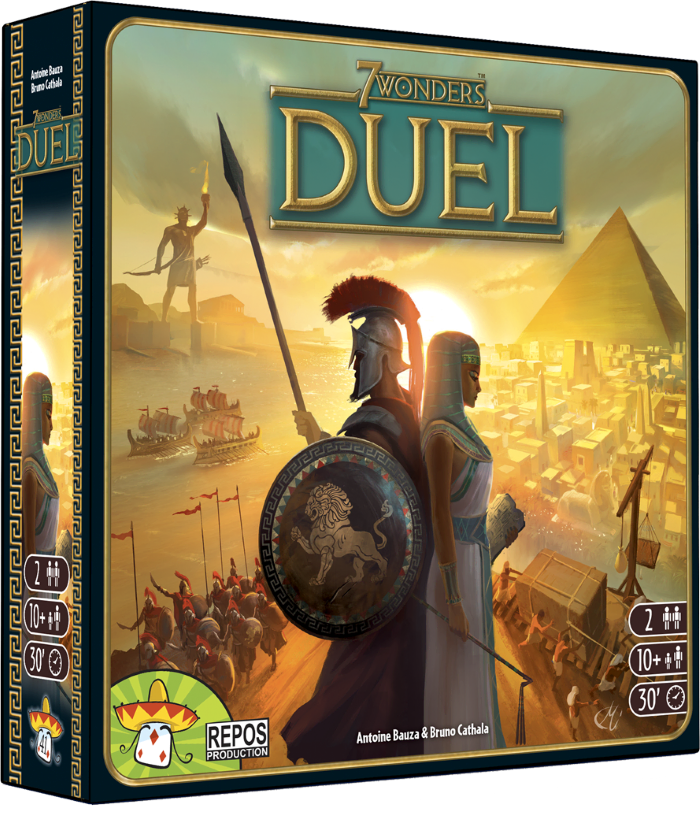 Antoine Bauza
Bruno Cathala
7 WONDERS
DUEL
2
10+
30'
7 WONDERS™
DUEL
2
10+
30'
REPOS
PRODUCTION
Antoine Bauza & Bruno Cathala